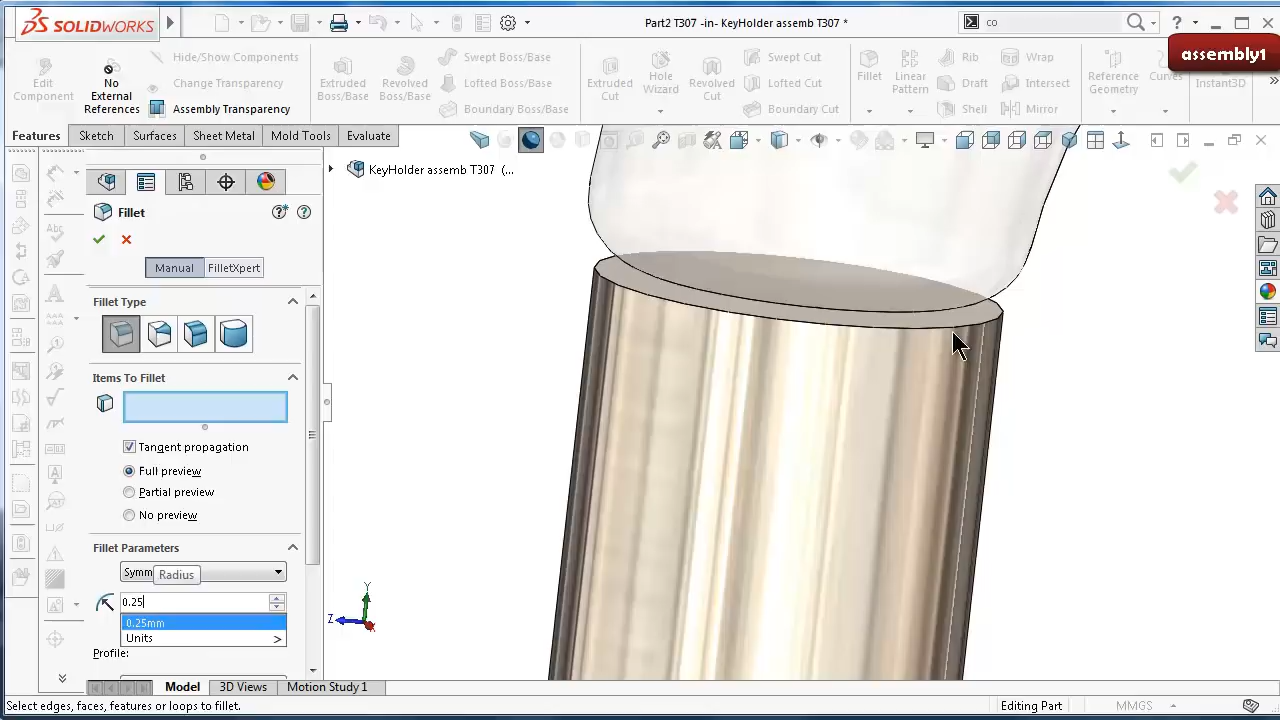 SOLIDWORKS
Part2 T307 -in- KeyHolder assemb T307 *
co
assembly1
Edit Component
No External References
Hide/Show Components
Change Transparency
Assembly Transparency
Extruded Boss/Base
Revolved Boss/Base
Swept Boss/Base
Lofted Boss/Base
Boundary Boss/Base
Extruded Cut
Hole Wizard
Revolved Cut
Swept Cut
Lofted Cut
Boundary Cut
Fillet
Linear Pattern
Rib
Draft
Shell
Wrap
Intersect
Mirror
Reference Geometry
Curves
Instant3D
Features
Sketch
Surfaces
Sheet Metal
Mold Tools
Evaluate
KeyHolder assemb T307 (...
Fillet
Manual
FilletXpert
Fillet Type
Items To Fillet
Tangent propagation
Full preview
Partial preview
No preview
Fillet Parameters
Symm
Radius
0.25
0.25mm
Units >
Profile:
Y
Z
Model
3D Views
Motion Study 1
Select edges, faces, features or loops to fillet.
Editing Part
MMGS